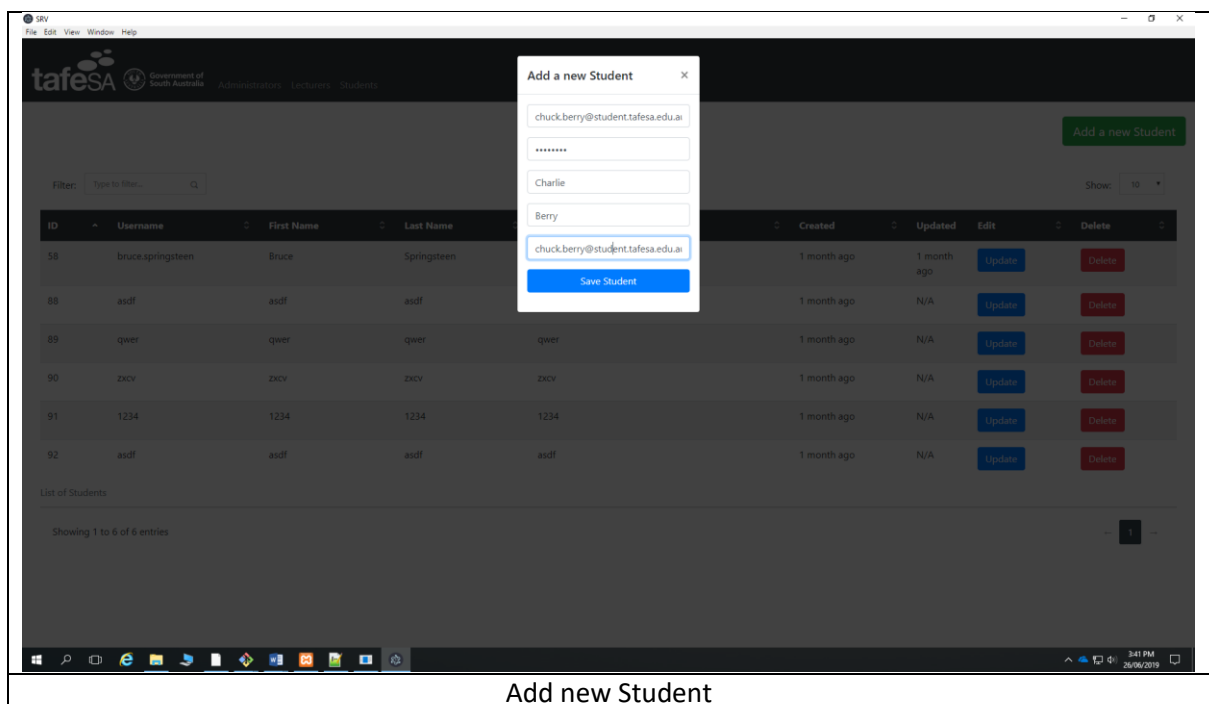 SRV
File Edit View Window Help
tafeSA Government of South Australia Administrators Lecturers Students
Add a new Student ×
chuck.berry@student.tafesa.edu.au
••••••••
Charlie
Berry
chuck.berry@student.tafesa.edu.au
Save Student
Add a new Student
Filter: Type to filter... Show: 10
ID Username First Name Last Name Created Updated Edit Delete
58 bruce.springsteen Bruce Springsteen 1 month ago 1 month ago Update Delete
88 asdf asdf asdf 1 month ago N/A Update Delete
89 qwer qwer qwer qwer 1 month ago N/A Update Delete
90 zxcv zxcv zxcv zxcv 1 month ago N/A Update Delete
91 1234 1234 1234 1234 1 month ago N/A Update Delete
92 asdf asdf asdf asdf 1 month ago N/A Update Delete
List of Students
Showing 1 to 6 of 6 entries 1
3:41 PM
26/06/2019
Add new Student